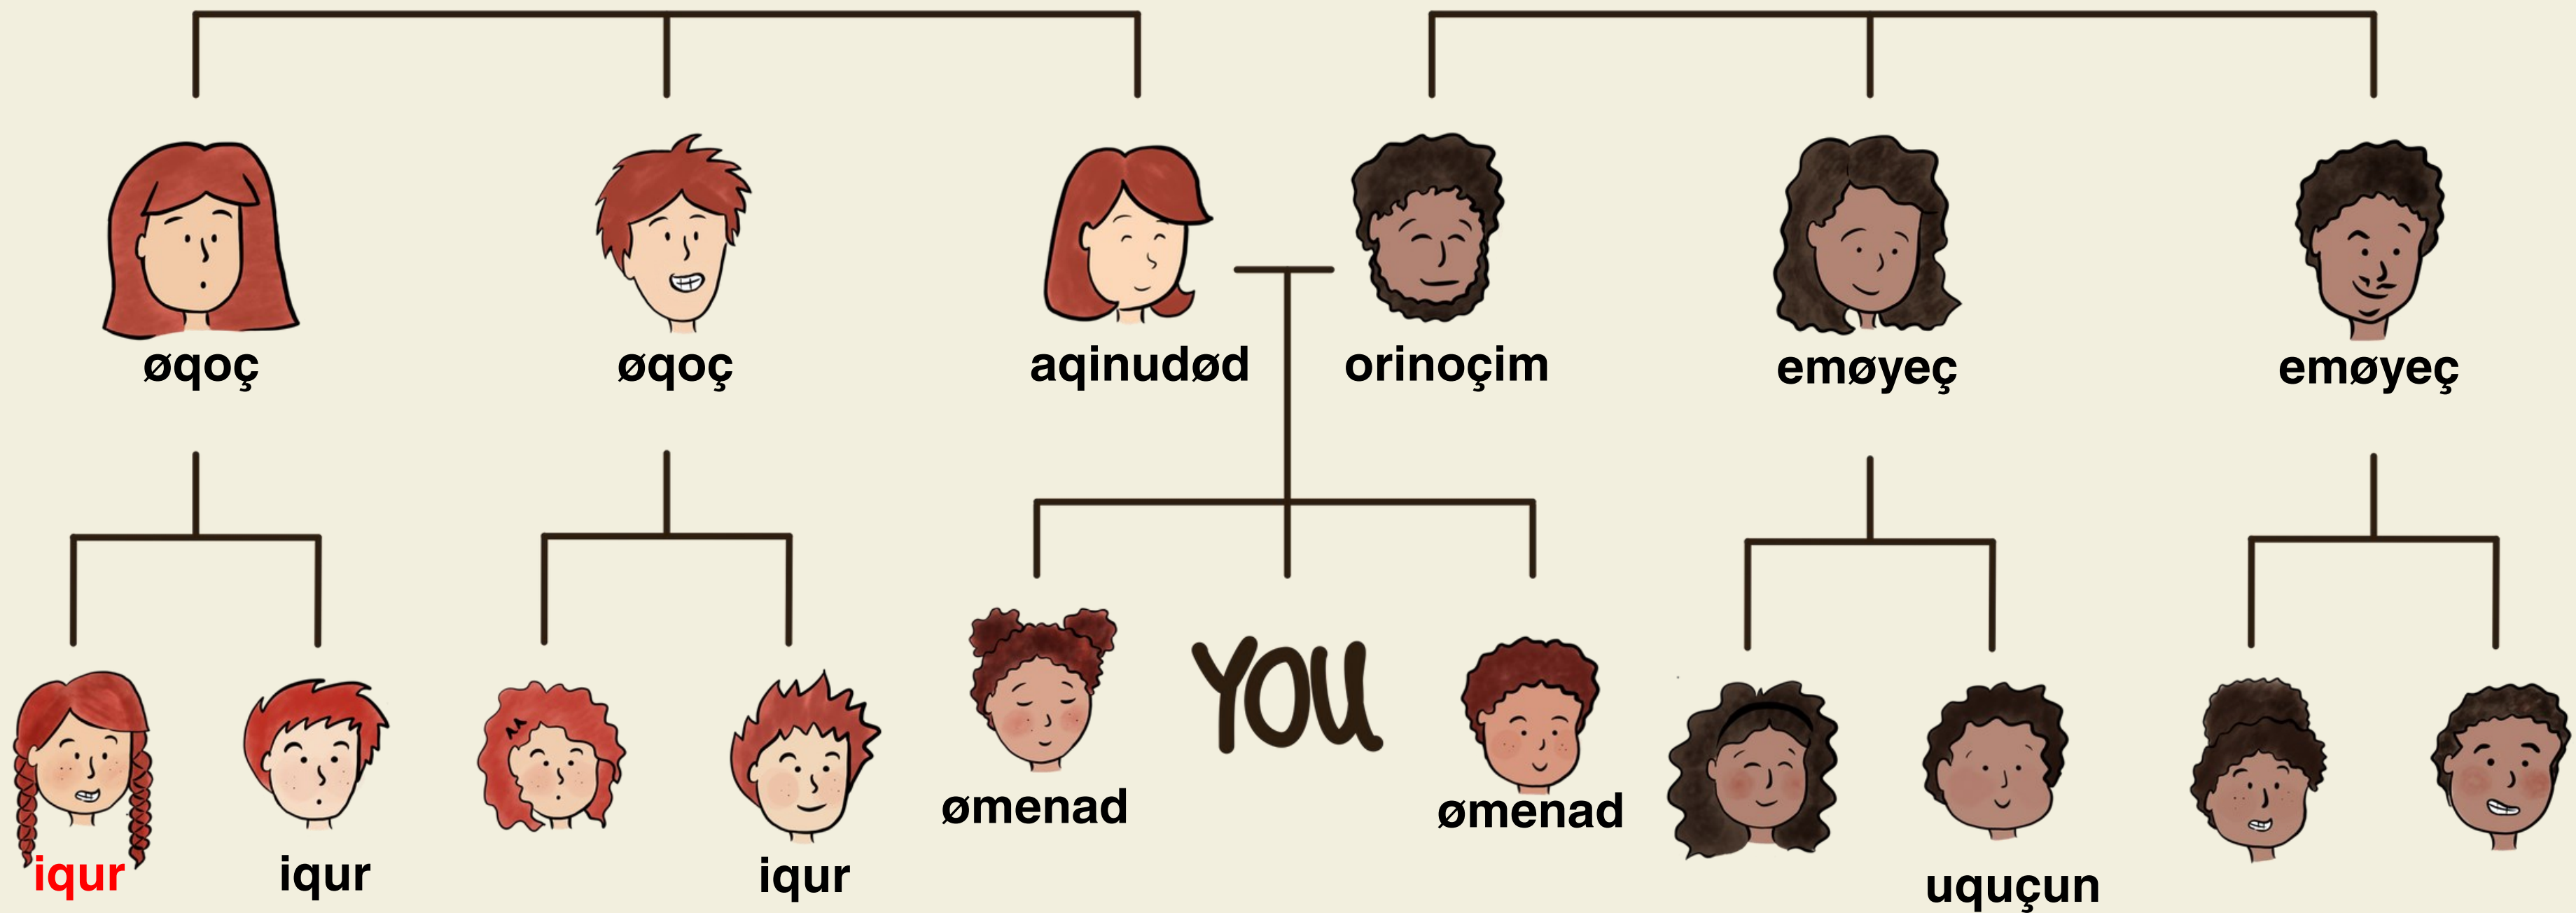 øqoç
øqoç
aqinudød
orinoçim
emøyeç
emøyeç
YOU
ømenad
ømenad
iqur
iqur
iqur
uquçun